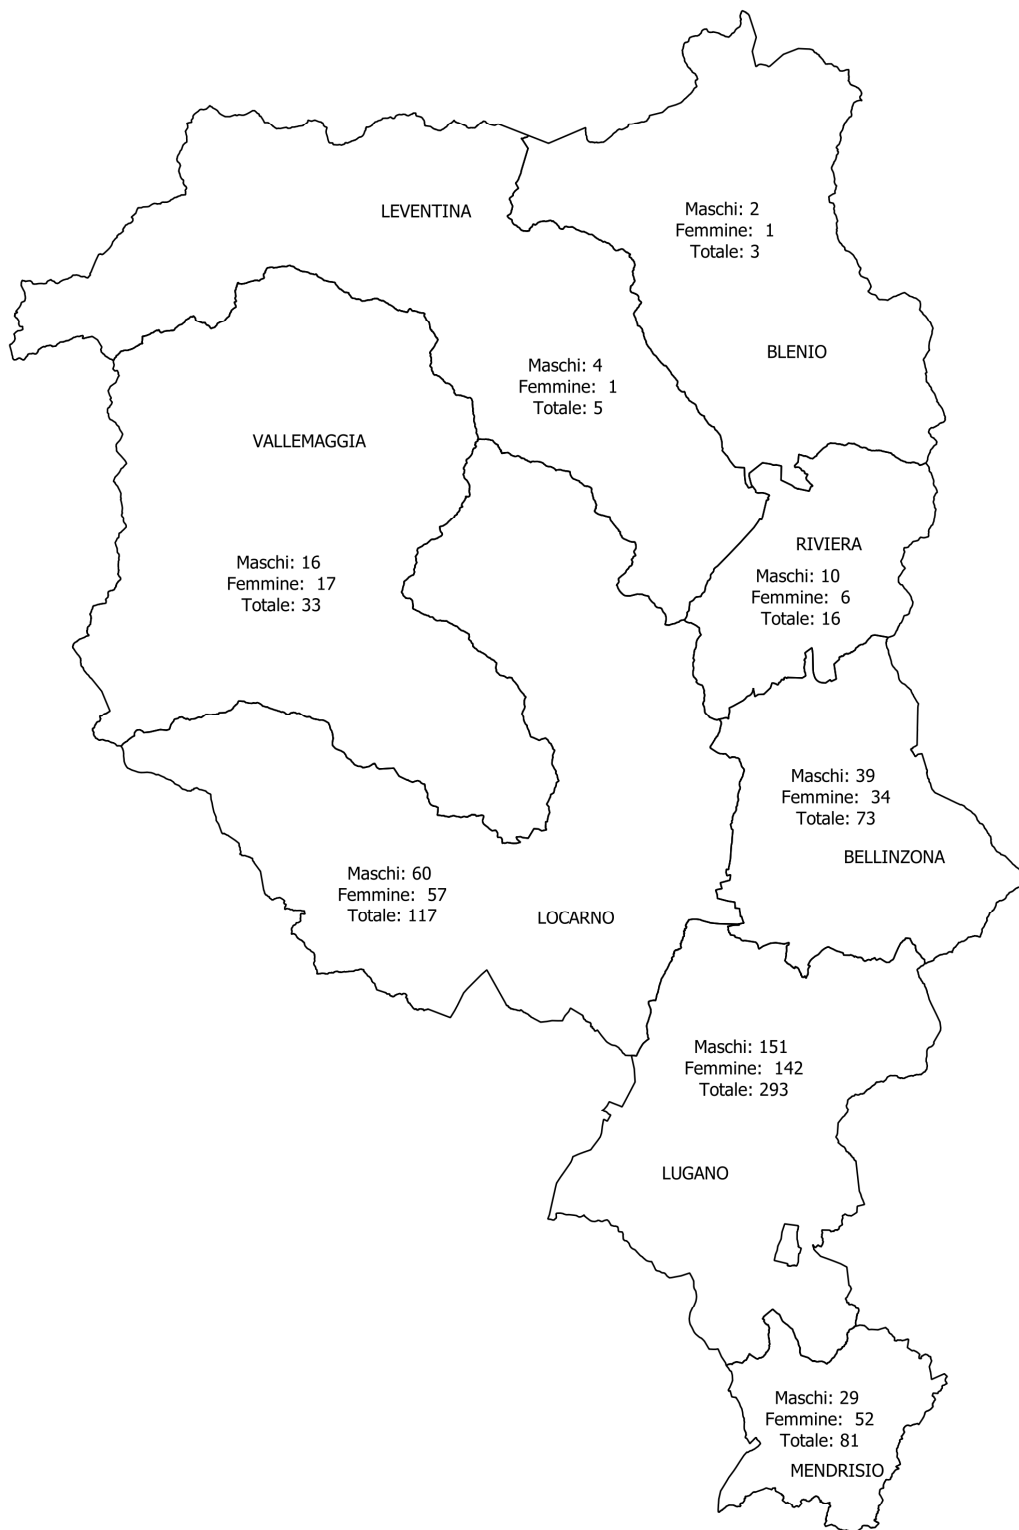 LEVENTINA
Maschi: 2
Femmine:  1
Totale: 3
BLENIO
Maschi: 4
Femmine:  1
Totale: 5
VALLEMAGGIA
Maschi: 16
Femmine:  17
Totale: 33
RIVIERA
Maschi: 10
Femmine:  6
Totale: 16
Maschi: 39
Femmine:  34
Totale: 73
BELLINZONA
Maschi: 60
Femmine:  57
Totale: 117
LOCARNO
Maschi: 151
Femmine:  142
Totale: 293
LUGANO
Maschi: 29
Femmine:  52
Totale: 81
MENDRISIO